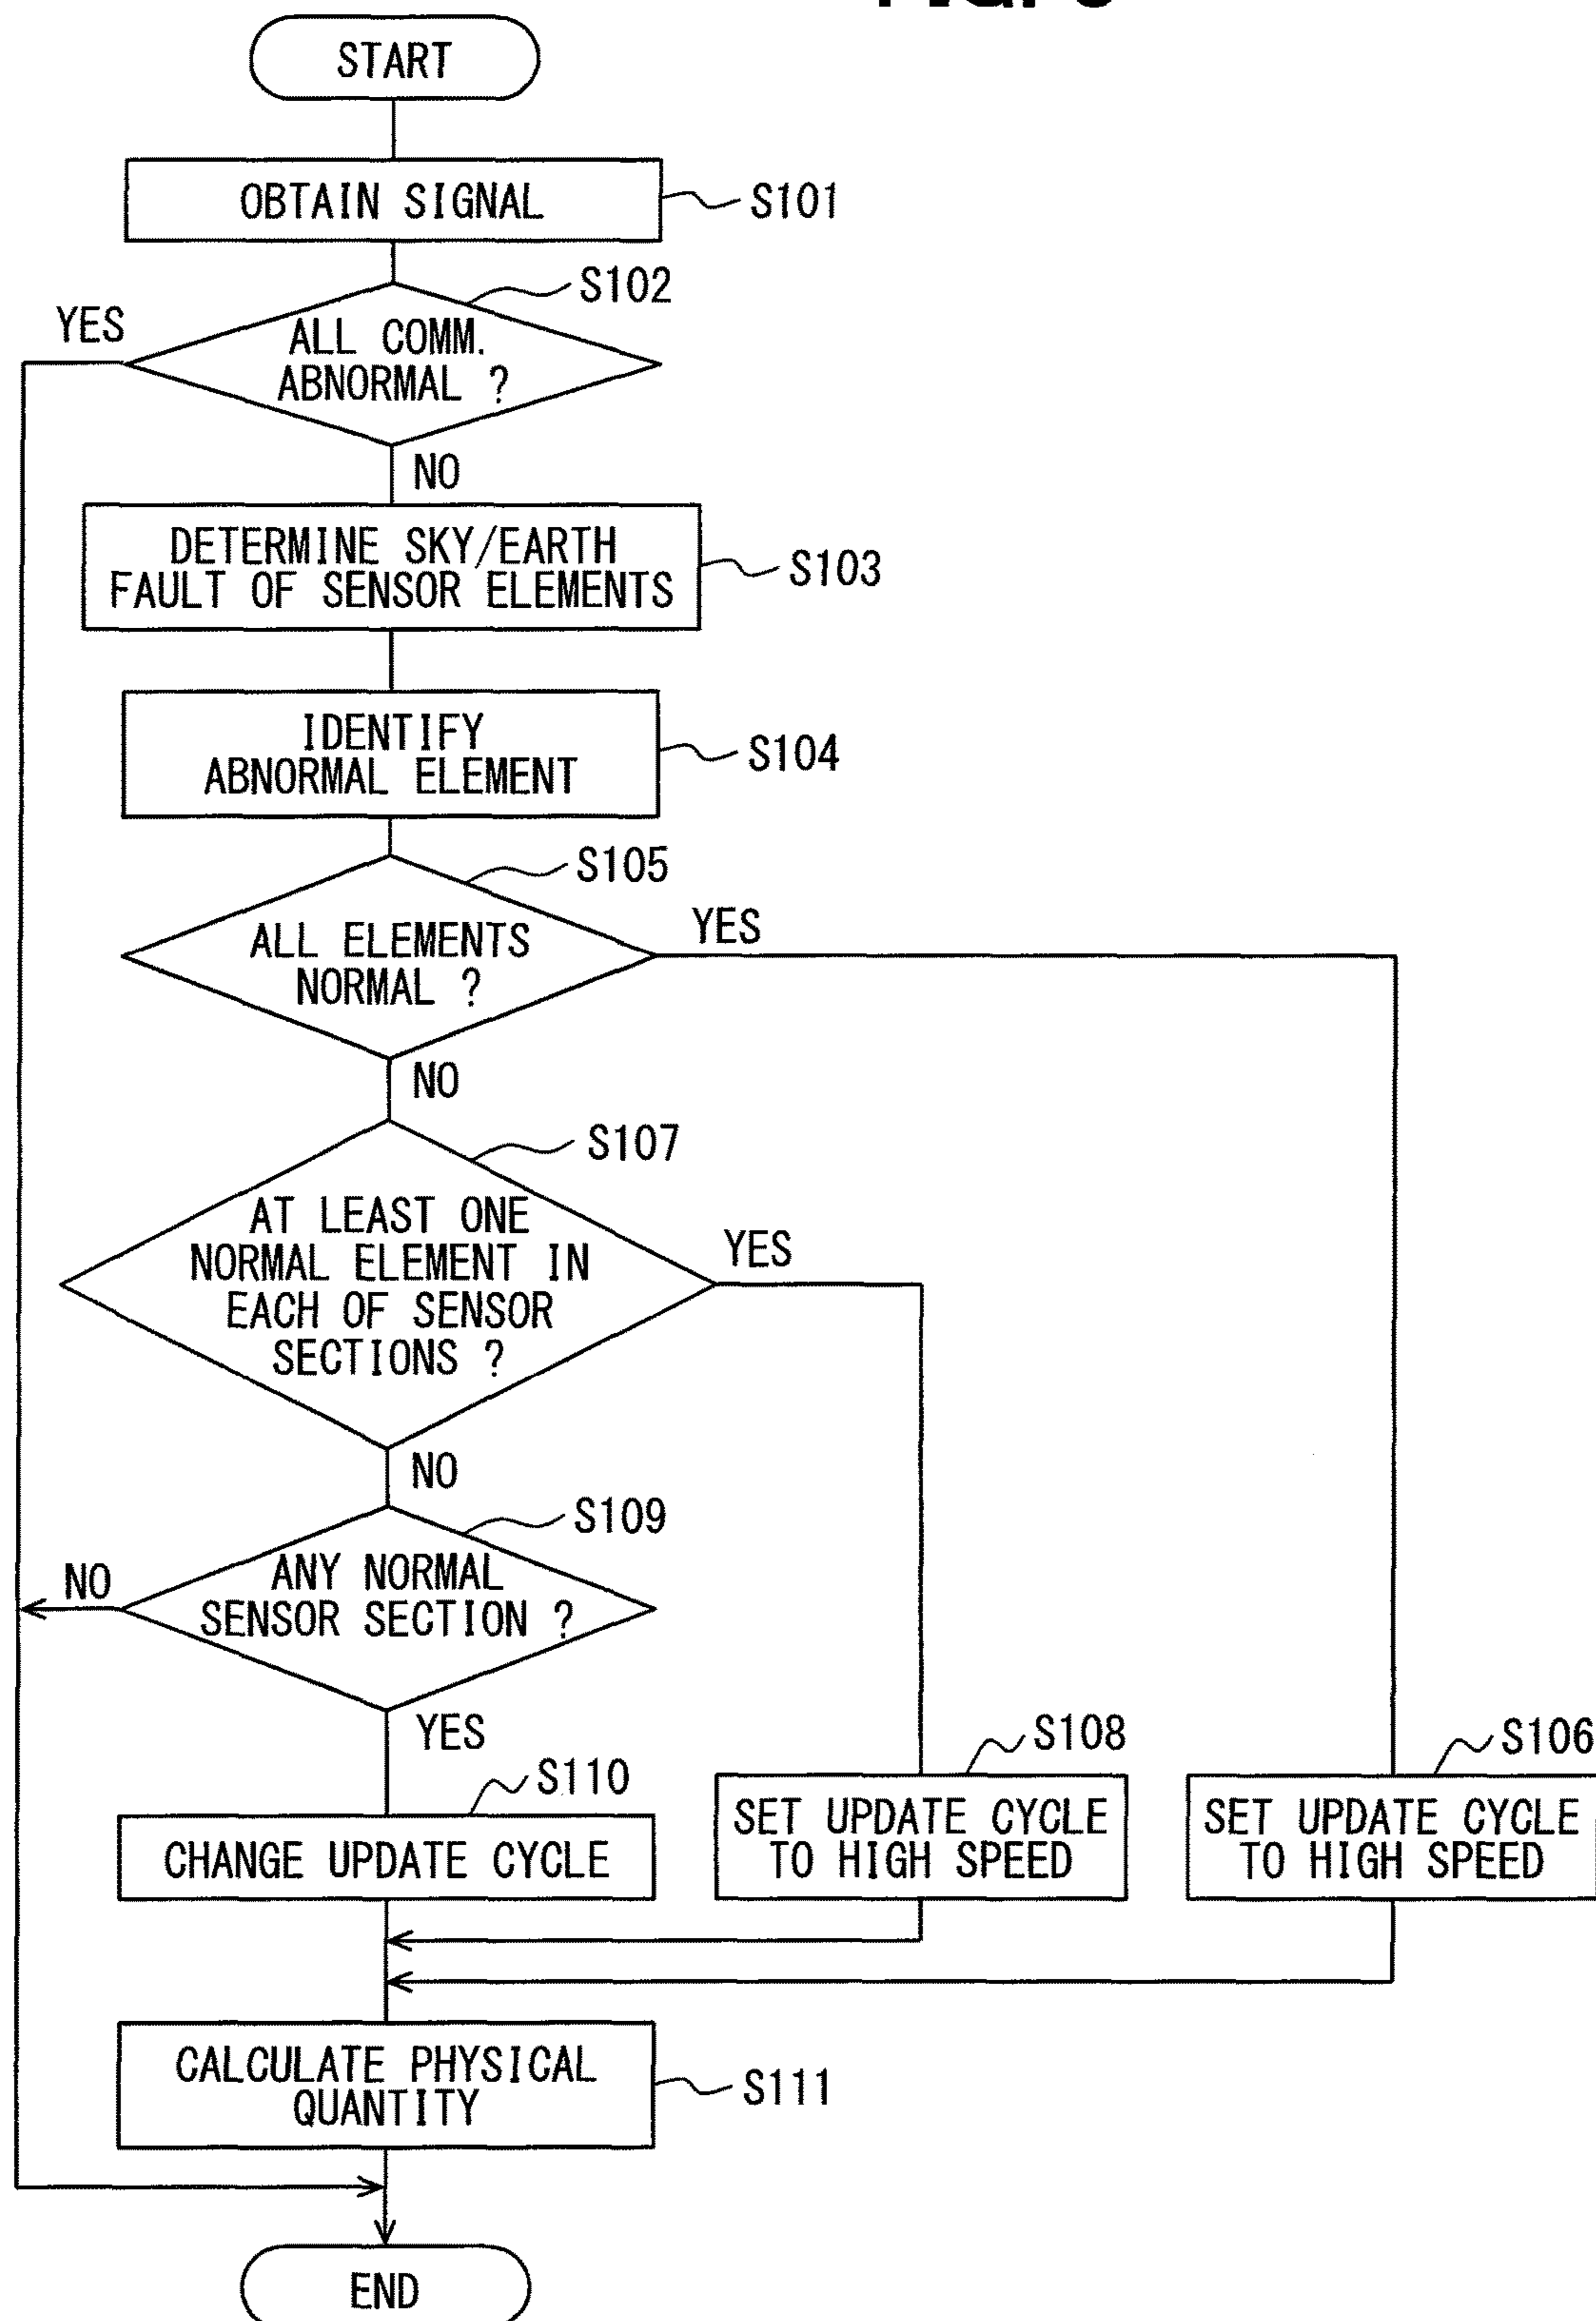 START
OBTAIN SIGNAL
S101
S102
YES
ALL COMM.
ABNORMAL ?
NO
DETERMINE SKY/EARTH
FAULT OF SENSOR ELEMENTS
S103
IDENTIFY
ABNORMAL ELEMENT
S104
S105
ALL ELEMENTS
NORMAL ?
YES
NO
S107
AT LEAST ONE
NORMAL ELEMENT IN
EACH OF SENSOR
SECTIONS ?
YES
NO
S109
NO
ANY NORMAL
SENSOR SECTION ?
YES
S110
CHANGE UPDATE CYCLE
S108
SET UPDATE CYCLE
TO HIGH SPEED
S106
SET UPDATE CYCLE
TO HIGH SPEED
CALCULATE PHYSICAL
QUANTITY
S111
END